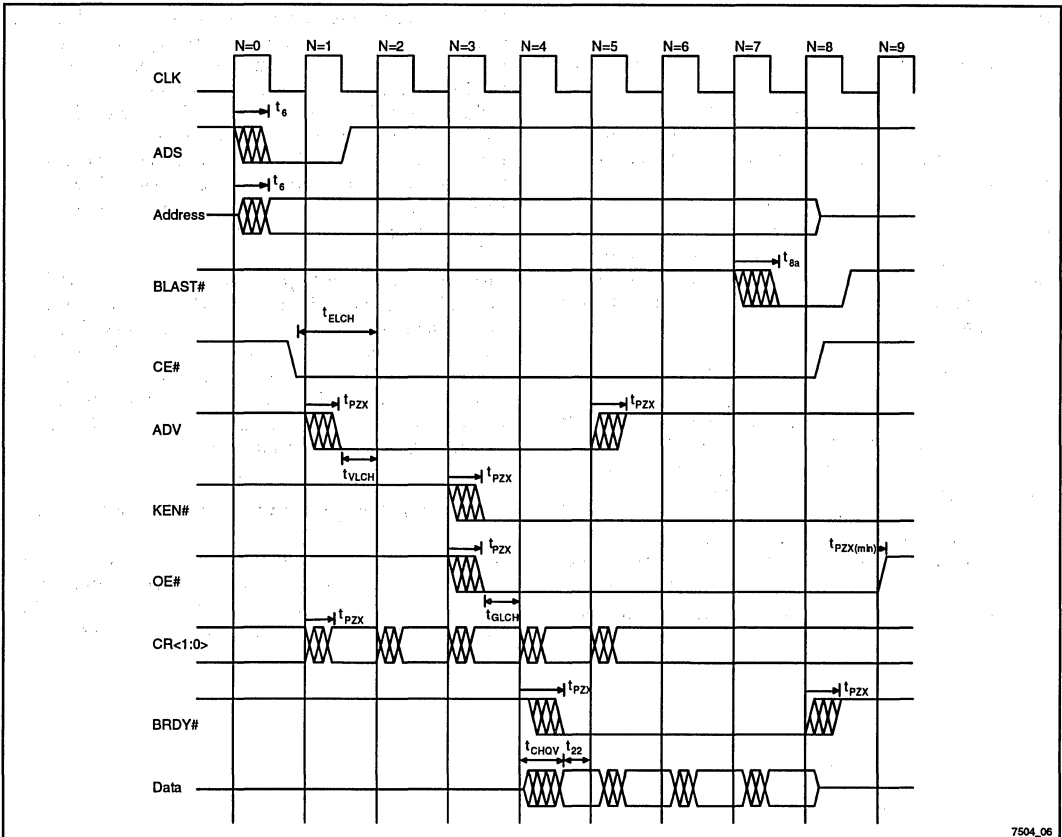 N=0 N=1 N=2 N=3 N=4 N=5 N=6 N=7 N=8 N=9
CLK
t6
ADS
t6
Address
t8a
BLAST#
tELCH
CE#
tPZX tPZX
ADV
tVLCH
tPZX
KEN#
tPZX tPZX(min)
OE#
tGLCH
tPZX
CR<1:0>
tPZX tPZX
BRDY#
tCHQV t22
Data
7504_06